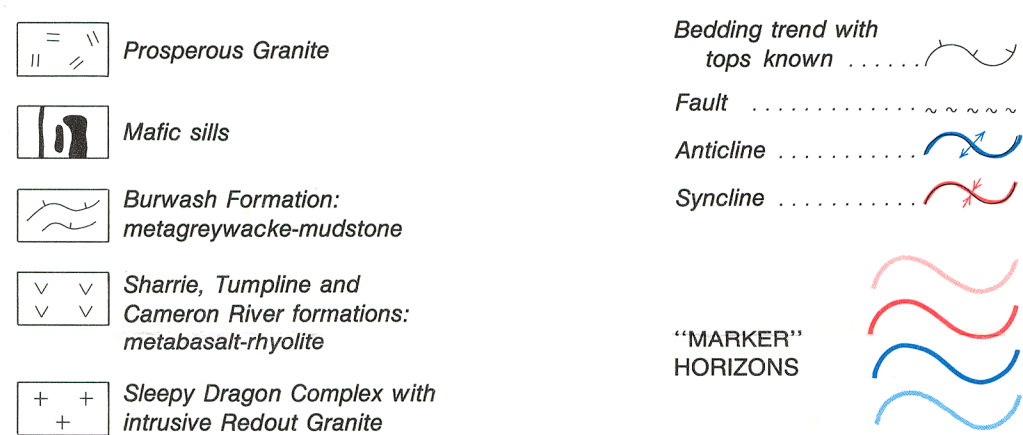 Prosperous Granite
Mafic sills
Burwash Formation:
metagreywacke-mudstone
Sharrie, Tumpline and
Cameron River formations:
metabasalt-rhyolite
Sleepy Dragon Complex with
intrusive Redout Granite
Bedding trend with
tops known ......
Fault .............
Anticline ...........
Syncline ...........
“MARKER”
HORIZONS